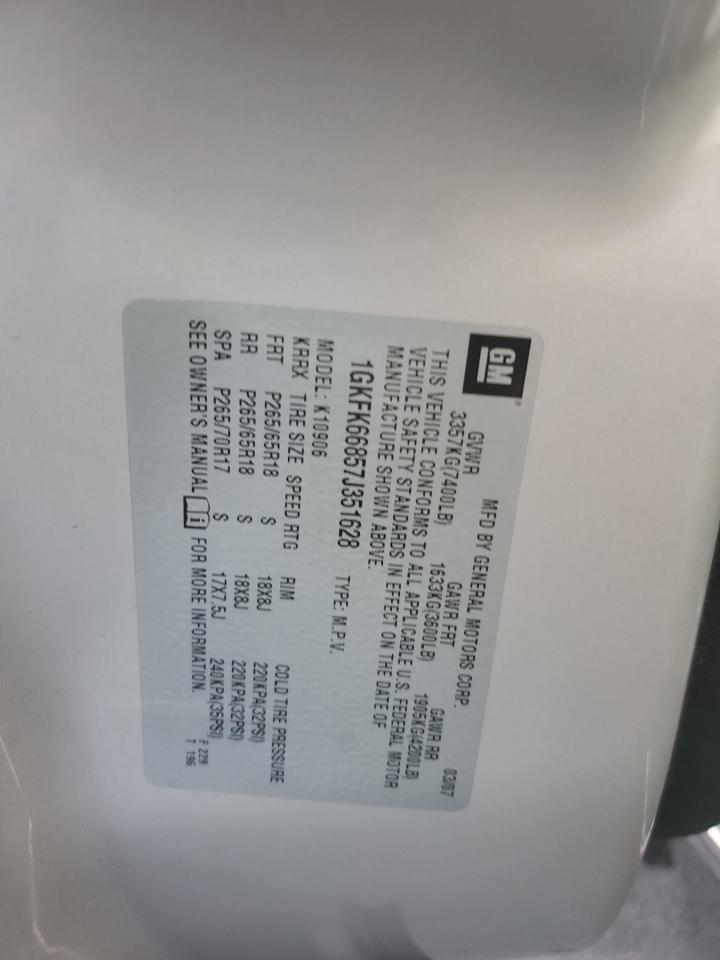 GM
MFD BY GENERAL MOTORS CORP. 03/07
GVWR GAWR FRT GAWR RR
3357KG(7400LB) 1633KG(3600LB) 1905KG(4200LB)
THIS VEHICLE CONFORMS TO ALL APPLICABLE U.S. FEDERAL MOTOR
VEHICLE SAFETY STANDARDS IN EFFECT ON THE DATE OF
MANUFACTURE SHOWN ABOVE.
1GKFK66857J351628 TYPE: M.P.V.
MODEL: K10906
KRRX TIRE SIZE SPEED RTG RIM COLD TIRE PRESSURE
FRT P265/65R18 S 18X8J 220KPA(32PSI)
RR P265/65R18 S 18X8J 220KPA(32PSI)
SPA P265/70R17 S 17X7.5J 240KPA(35PSI)
SEE OWNER'S MANUAL i FOR MORE INFORMATION.
F 229
T 196